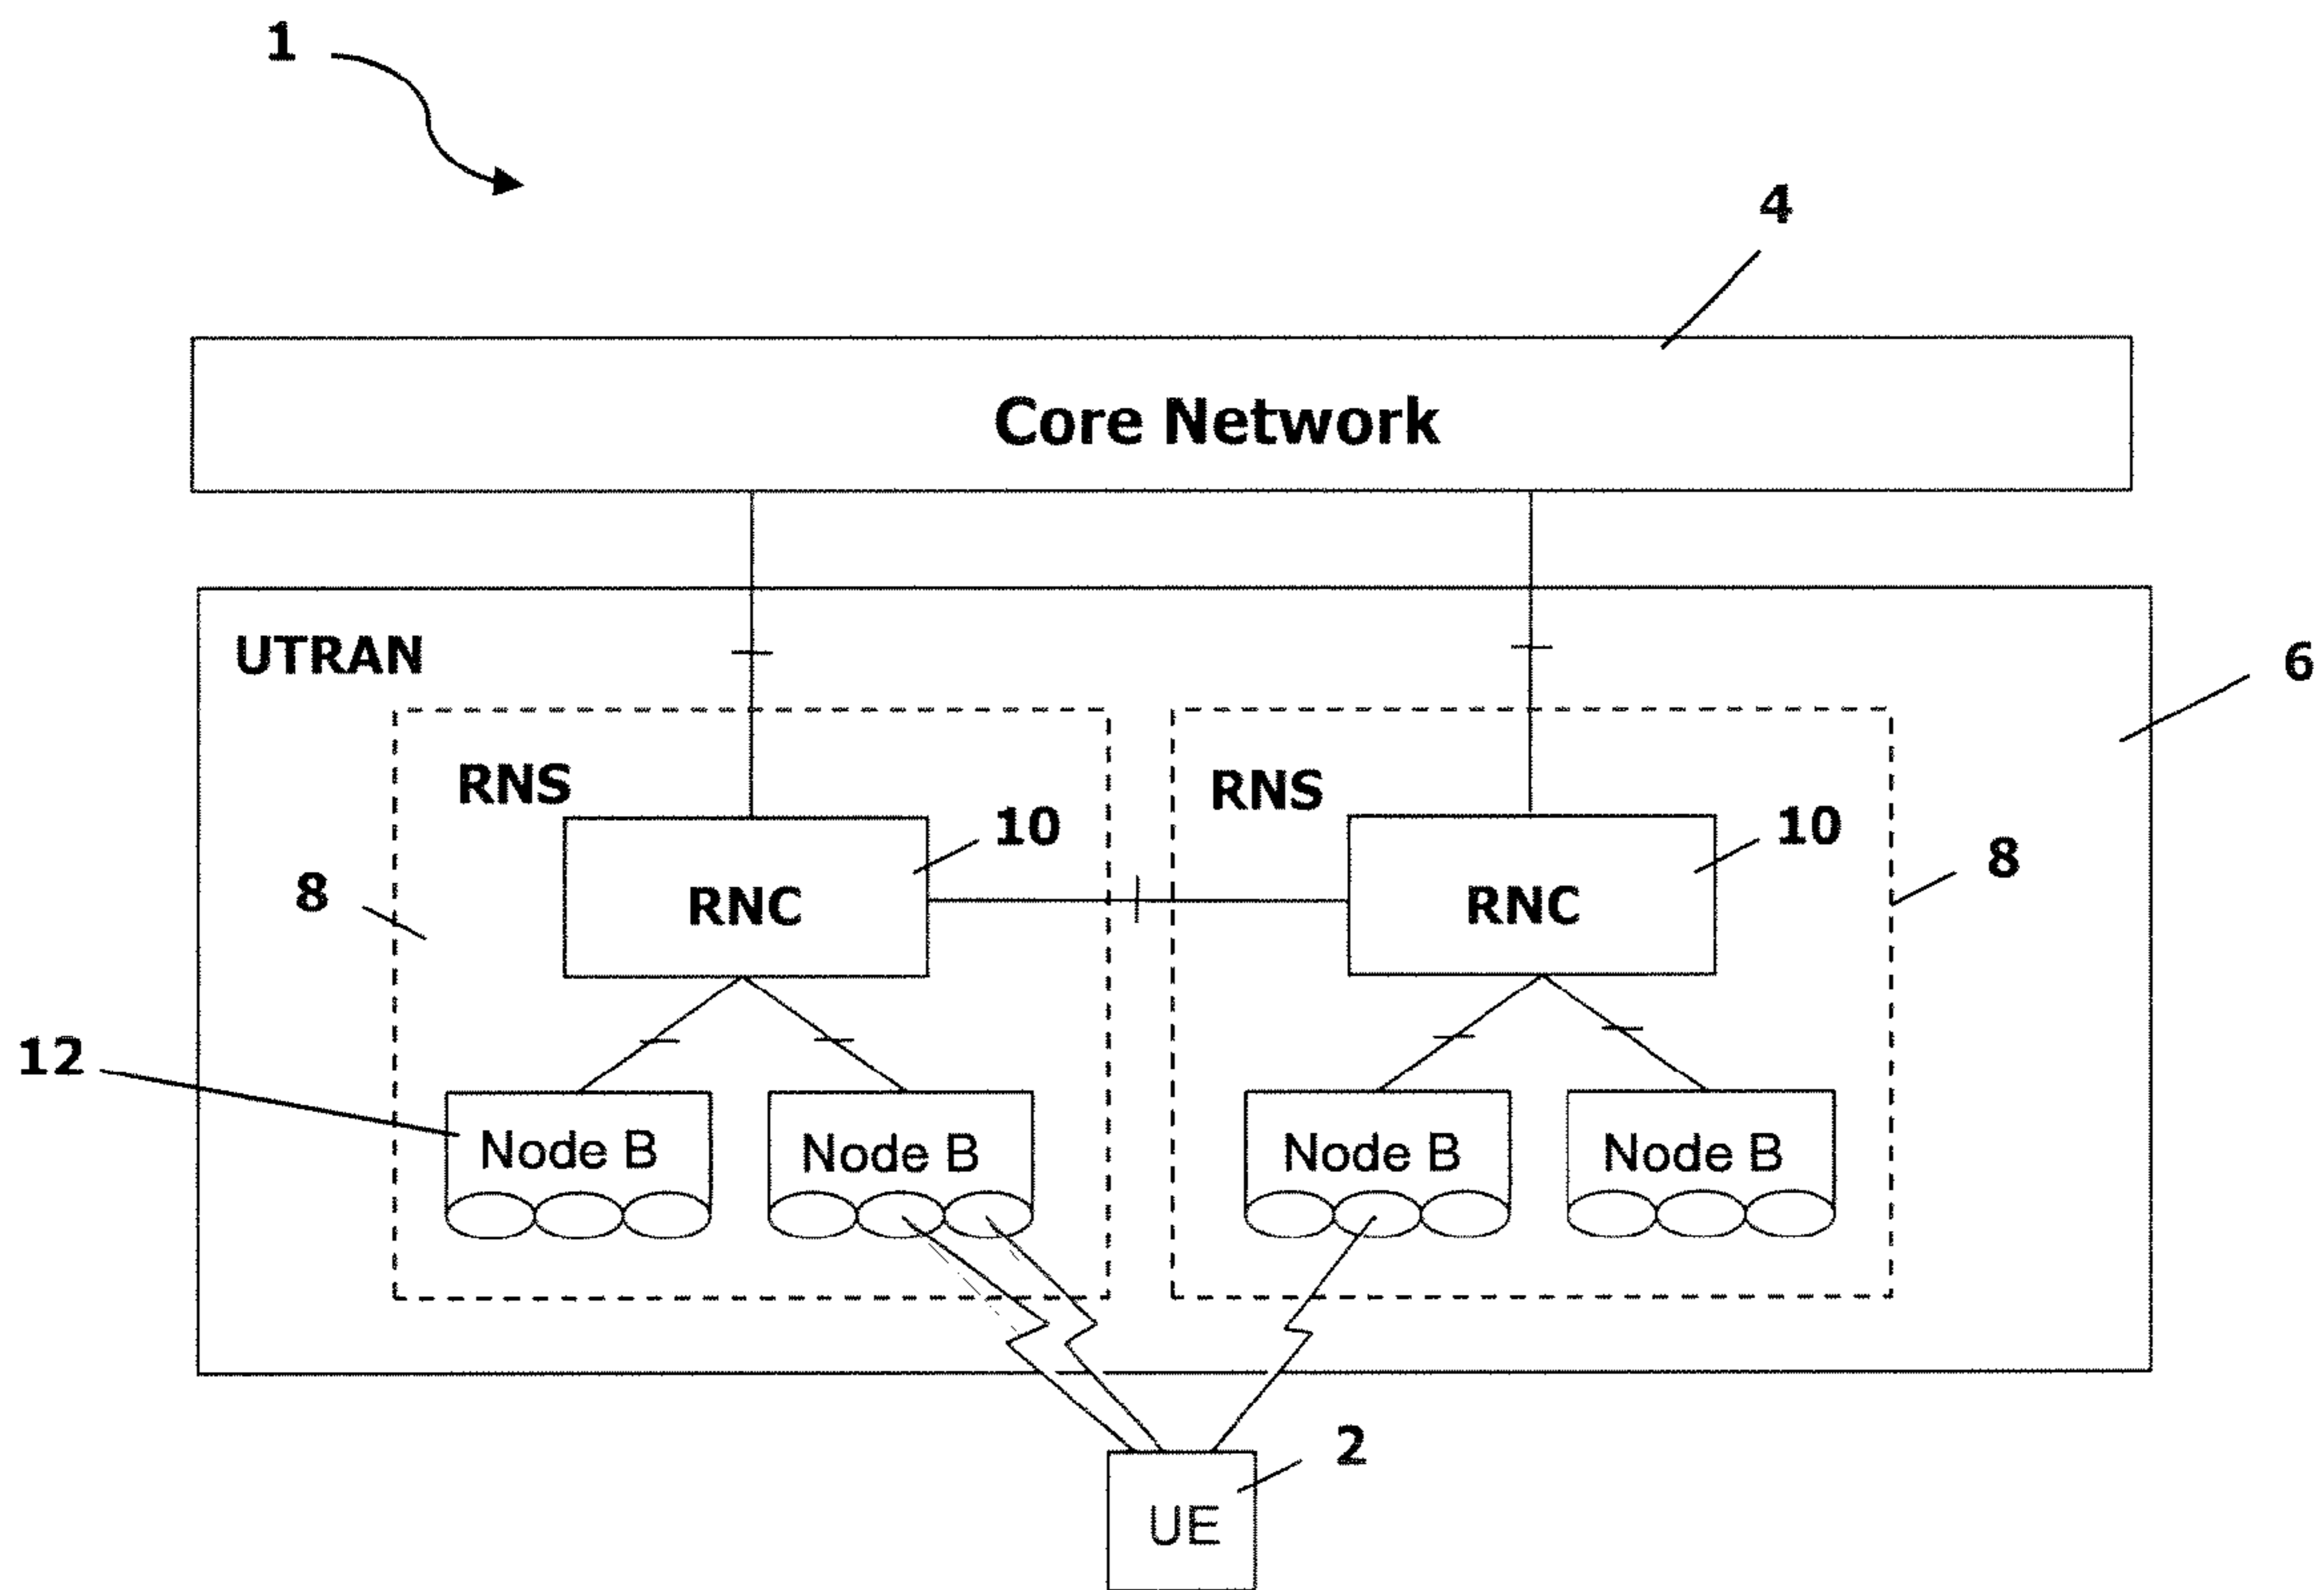 1
4
Core Network
UTRAN
6
RNS
RNS
10
10
8
8
RNC
RNC
12
Node B
Node B
Node B
Node B
2
UE